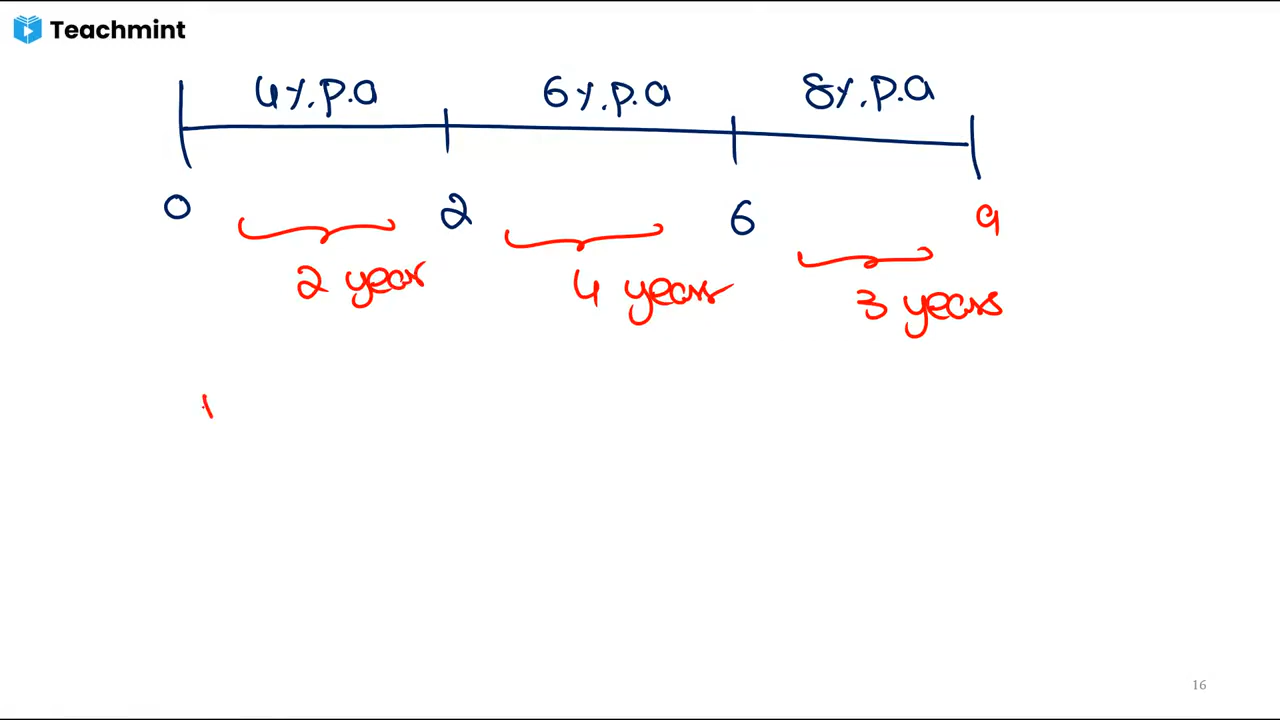 Teachmint
4%.p.a 6%.p.a 8%.p.a
0 2 6 9
2 year 4 years 3 years
16